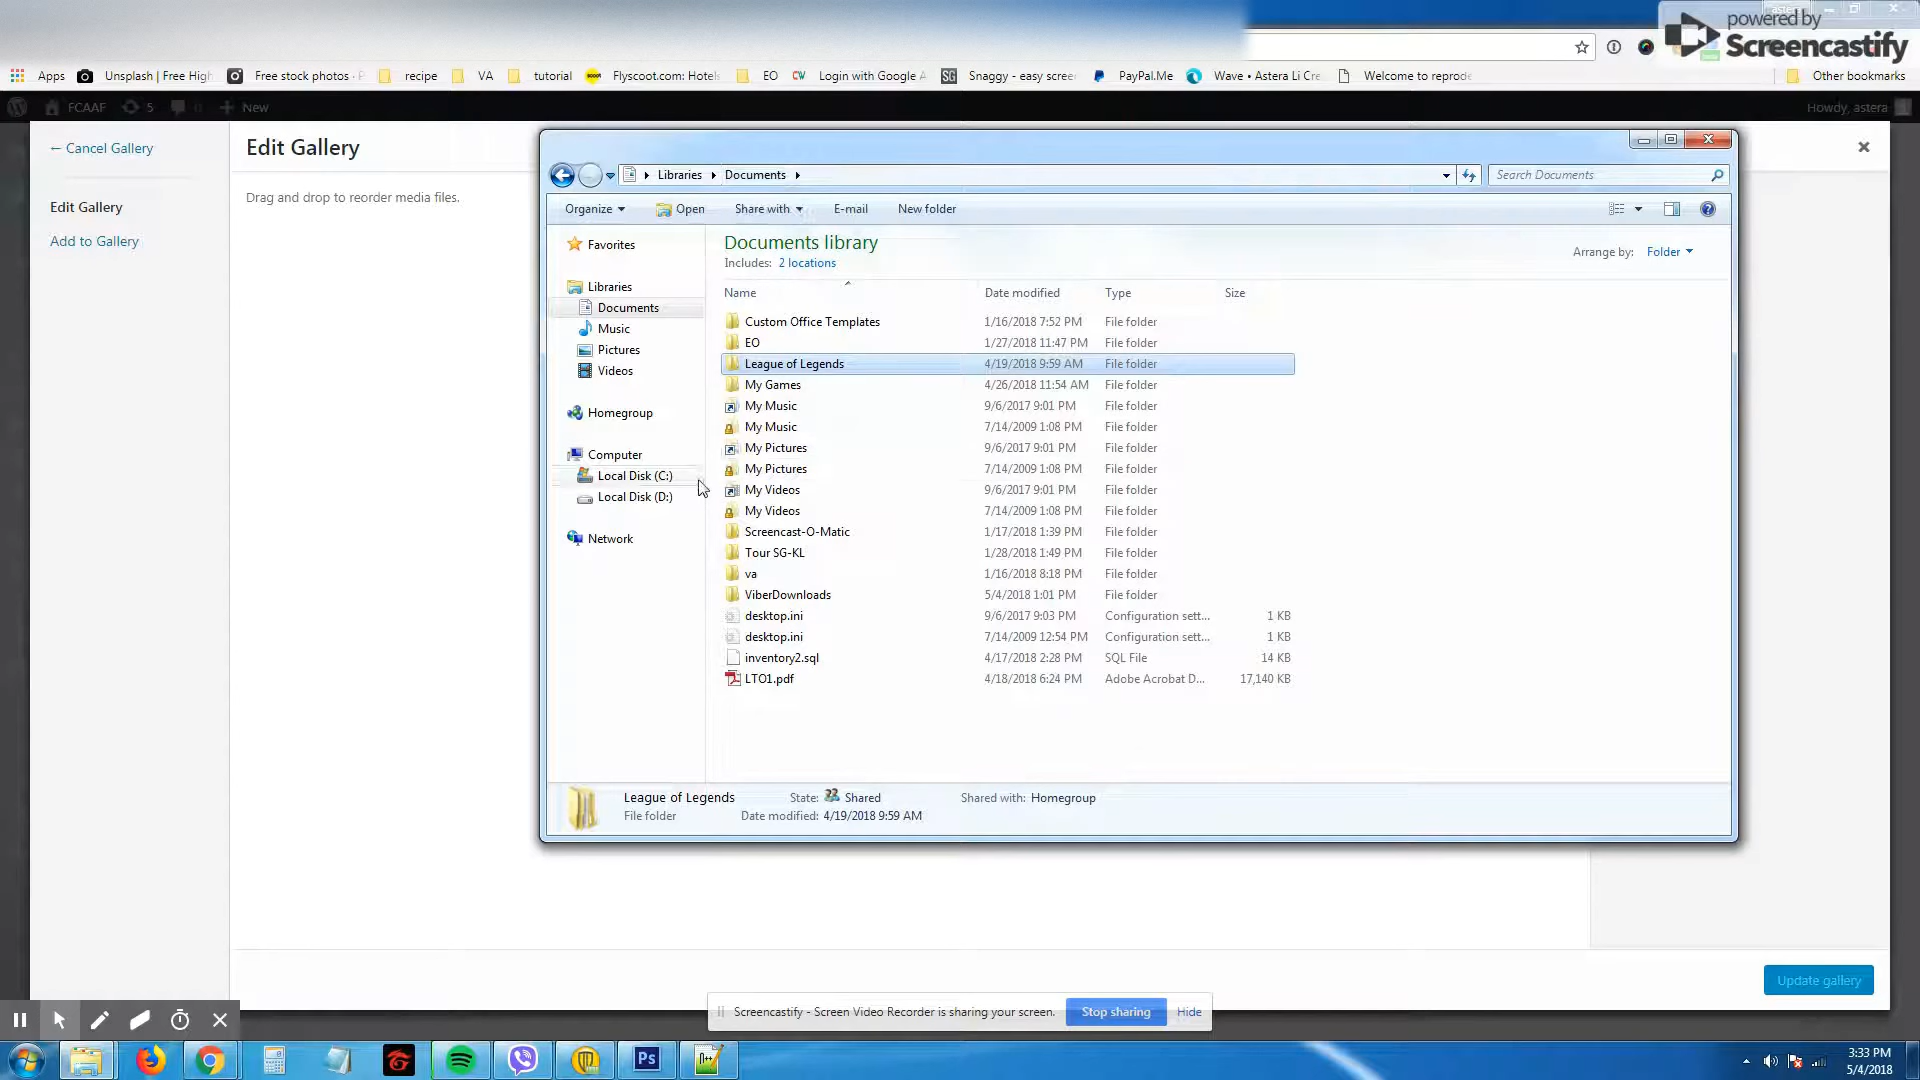 powered by
Screencastify
Apps Unsplash | Free High Free stock photos · recipe VA tutorial Flyscoot.com: Hotels EO Login with Google A Snaggy - easy scree PayPal.Me Wave • Astera Li Cre Welcome to reprod Other bookmarks
FCAAF 5 New Howdy, astera
← Cancel Gallery
Edit Gallery
Edit Gallery
Add to Gallery
Drag and drop to reorder media files.
Libraries Documents
Search Documents
Organize Open Share with E-mail New folder
Favorites
Libraries
Documents
Music
Pictures
Videos
Homegroup
Computer
Local Disk (C:)
Local Disk (D:)
Network
Documents library
Includes: 2 locations
Arrange by: Folder
Name Date modified Type Size
Custom Office Templates 1/16/2018 7:52 PM File folder
EO 1/27/2018 11:47 PM File folder
League of Legends 4/19/2018 9:59 AM File folder
My Games 4/26/2018 11:54 AM File folder
My Music 9/6/2017 9:01 PM File folder
My Music 7/14/2009 1:08 PM File folder
My Pictures 9/6/2017 9:01 PM File folder
My Pictures 7/14/2009 1:08 PM File folder
My Videos 9/6/2017 9:01 PM File folder
My Videos 7/14/2009 1:08 PM File folder
Screencast-O-Matic 1/17/2018 1:39 PM File folder
Tour SG-KL 1/28/2018 1:49 PM File folder
va 1/16/2018 8:18 PM File folder
ViberDownloads 5/4/2018 1:01 PM File folder
desktop.ini 9/6/2017 9:03 PM Configuration sett... 1 KB
desktop.ini 7/14/2009 12:54 PM Configuration sett... 1 KB
inventory2.sql 4/17/2018 2:28 PM SQL File 14 KB
LTO1.pdf 4/18/2018 6:24 PM Adobe Acrobat D... 17,140 KB
League of Legends State: Shared Shared with: Homegroup
File folder Date modified: 4/19/2018 9:59 AM
Update gallery
Screencastify - Screen Video Recorder is sharing your screen. Stop sharing Hide
Ps
3:33 PM
5/4/2018